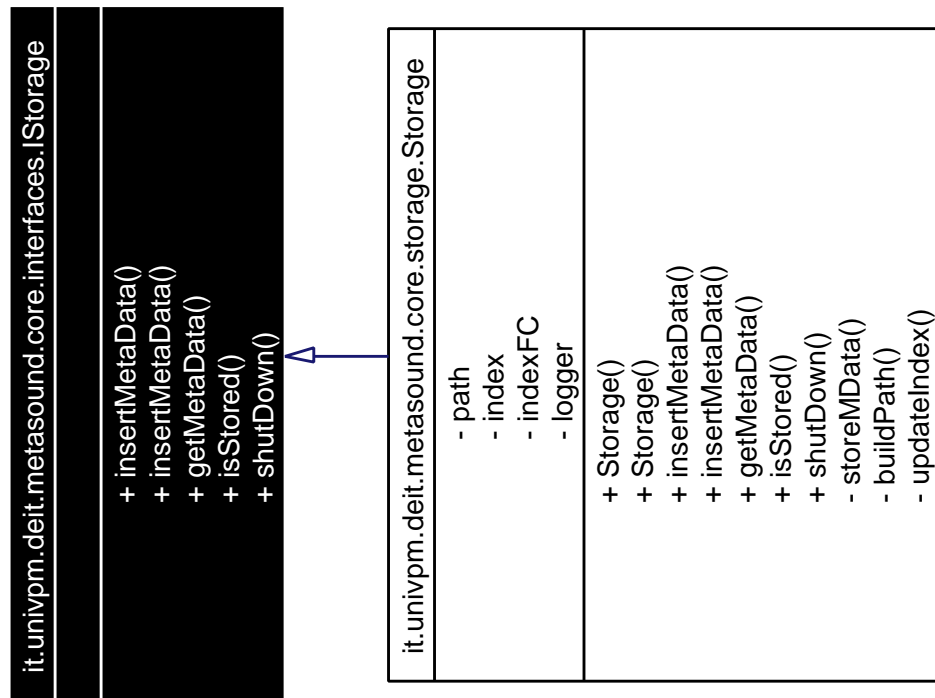 it.univpm.deit.metasound.core.interfaces.IStorage
+ insertMetaData()
+ insertMetaData()
+ getMetaData()
+ isStored()
+ shutDown()
it.univpm.deit.metasound.core.storage.Storage
- path
- index
- indexFC
- logger
+ Storage()
+ Storage()
+ insertMetaData()
+ insertMetaData()
+ getMetaData()
+ isStored()
+ shutDown()
- storeMData()
- buildPath()
- updateIndex()